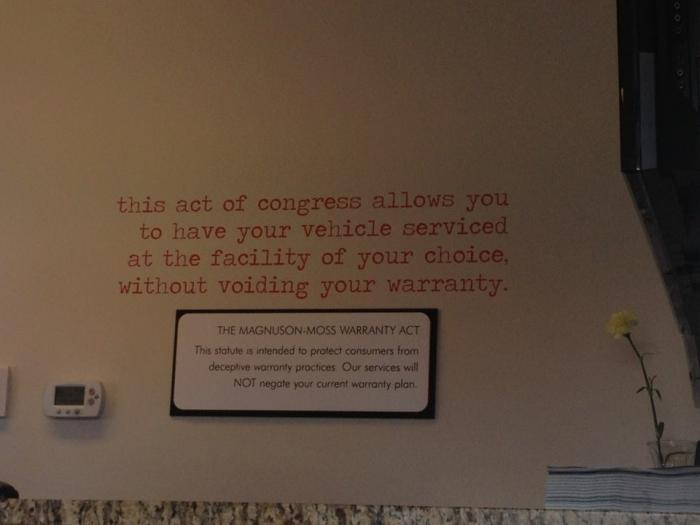 this act of congress allows you
to have your vehicle serviced
at the facility of your choice,
without voiding your warranty.
THE MAGNUSON-MOSS WARRANTY ACT
This statute is intended to protect consumers from
deceptive warranty practices. Our services will
NOT negate your current warranty plan.